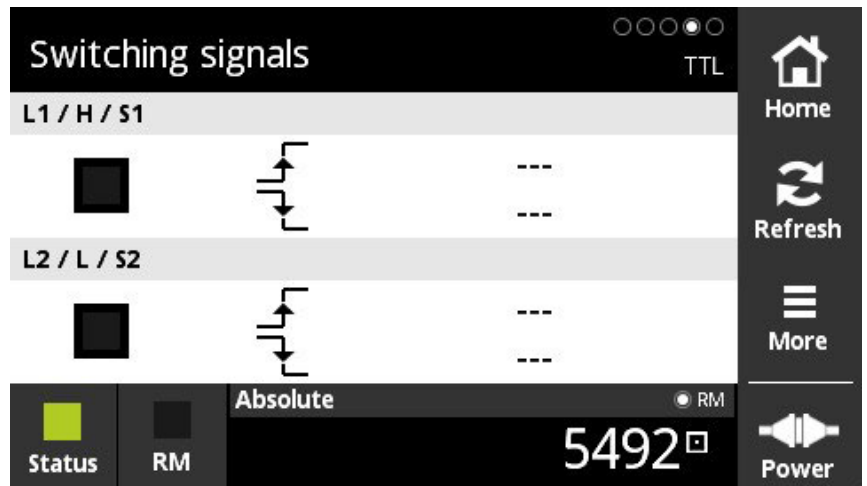 Switching signals
TTL
L1 / H / S1
---
---
L2 / L / S2
---
---
Status
RM
Absolute
RM
5492
Home
Refresh
More
Power